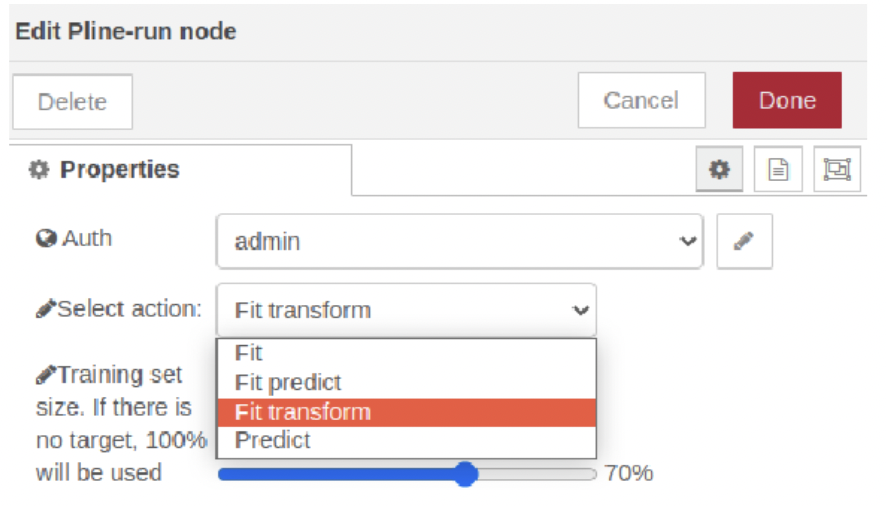 Edit Pline-run node
Delete
Cancel
Done
Properties
Auth
admin
Select action:
Fit transform
Fit
Fit predict
Fit transform
Predict
Training set
size. If there is
no target, 100%
will be used
70%